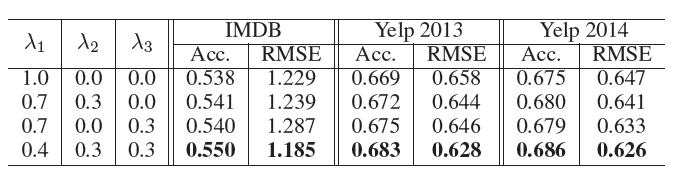 λ1 λ2 λ3 IMDB Yelp 2013 Yelp 2014
Acc. RMSE Acc. RMSE Acc. RMSE
1.0 0.0 0.0 0.538 1.229 0.669 0.658 0.675 0.647
0.7 0.3 0.0 0.541 1.239 0.672 0.644 0.680 0.641
0.7 0.0 0.3 0.540 1.287 0.675 0.646 0.679 0.633
0.4 0.3 0.3 0.550 1.185 0.683 0.628 0.686 0.626